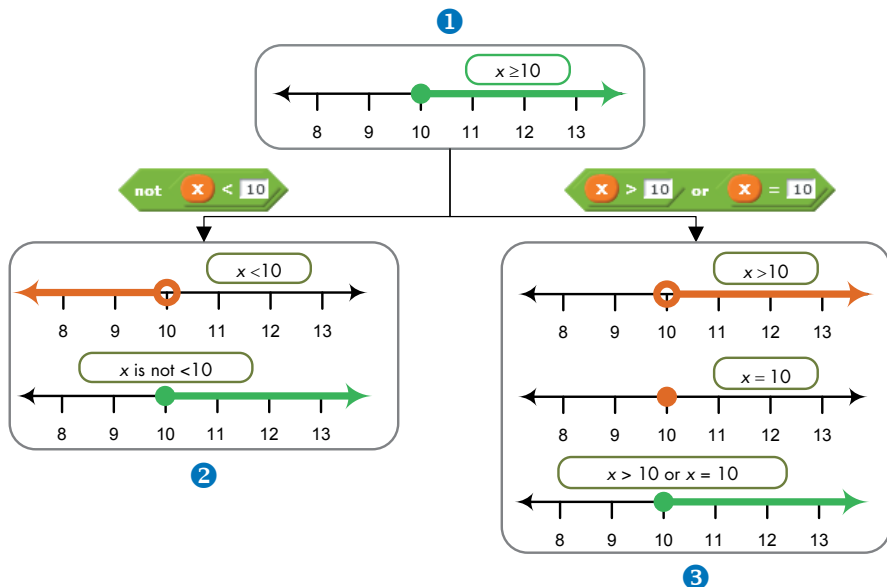 1
x ≥10
8 9 10 11 12 13
not x < 10
x > 10 or x = 10
x <10
8 9 10 11 12 13
x is not <10
8 9 10 11 12 13
2
x >10
8 9 10 11 12 13
x = 10
8 9 10 11 12 13
x > 10 or x = 10
8 9 10 11 12 13
3